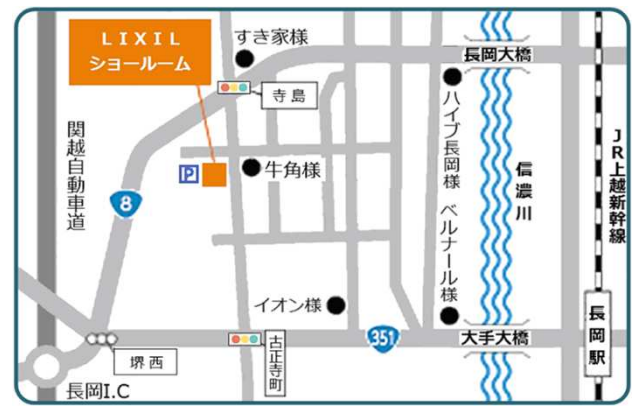 LIXIL
ショールーム
すき家様
長岡大橋
寺島
関越自動車道
8
P
牛角様
ハイブ長岡様
ベルナール様
信濃川
JR上越新幹線
イオン様
351
大手大橋
長岡駅
堺西
古正寺町
長岡I.C